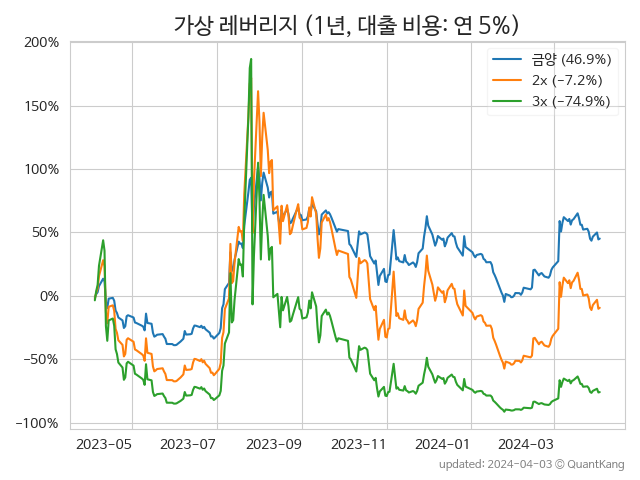 가상 레버리지 (1년, 대출 비용: 연 5%)
200%
150%
100%
50%
0%
−50%
−100%
금양 (46.9%)
2x (−7.2%)
3x (−74.9%)
2023-05
2023-07
2023-09
2023-11
2024-01
2024-03
updated: 2024-04-03 © QuantKang